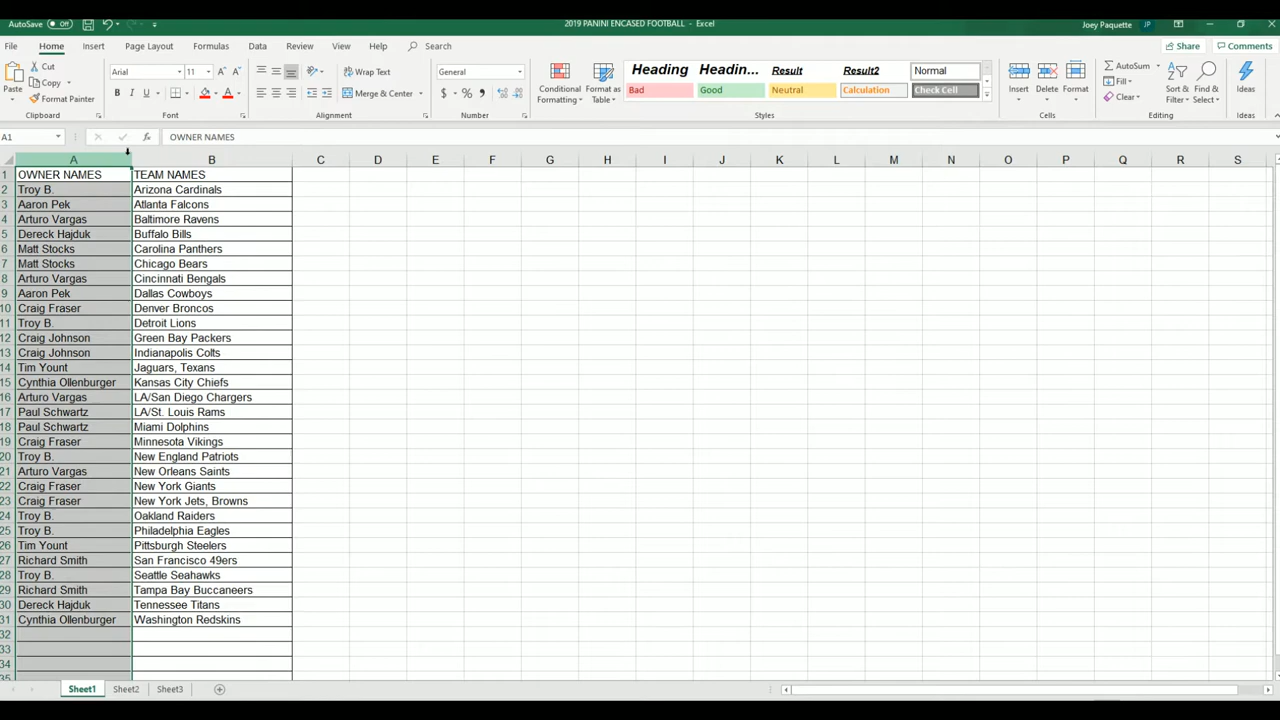 AutoSave Off 2019 PANINI ENCASED FOOTBALL - Excel Joey Paquette JP
File Home Insert Page Layout Formulas Data Review View Help Search Share Comments
Paste Cut Copy Format Painter Clipboard
Arial 11 B I U A A A Font
Wrap Text Merge & Center Alignment
General $ % , Number
Conditional Formatting Format as Table
Heading Headin... Result Result2 Normal
Bad Good Neutral Calculation Check Cell Styles
Insert Delete Format Cells
AutoSum Fill Clear Sort & Filter Find & Select Editing
Ideas Ideas
A1 fx OWNER NAMES
A B C D E F G H I J K L M N O P Q R S
1 OWNER NAMES TEAM NAMES
2 Troy B. Arizona Cardinals
3 Aaron Pek Atlanta Falcons
4 Arturo Vargas Baltimore Ravens
5 Dereck Hajduk Buffalo Bills
6 Matt Stocks Carolina Panthers
7 Matt Stocks Chicago Bears
8 Arturo Vargas Cincinnati Bengals
9 Aaron Pek Dallas Cowboys
10 Craig Fraser Denver Broncos
11 Troy B. Detroit Lions
12 Craig Johnson Green Bay Packers
13 Craig Johnson Indianapolis Colts
14 Tim Yount Jaguars, Texans
15 Cynthia Ollenburger Kansas City Chiefs
16 Arturo Vargas LA/San Diego Chargers
17 Paul Schwartz LA/St. Louis Rams
18 Paul Schwartz Miami Dolphins
19 Craig Fraser Minnesota Vikings
20 Troy B. New England Patriots
21 Arturo Vargas New Orleans Saints
22 Craig Fraser New York Giants
23 Craig Fraser New York Jets, Browns
24 Troy B. Oakland Raiders
25 Troy B. Philadelphia Eagles
26 Tim Yount Pittsburgh Steelers
27 Richard Smith San Francisco 49ers
28 Troy B. Seattle Seahawks
29 Richard Smith Tampa Bay Buccaneers
30 Dereck Hajduk Tennessee Titans
31 Cynthia Ollenburger Washington Redskins
32
33
34
35
Sheet1 Sheet2 Sheet3